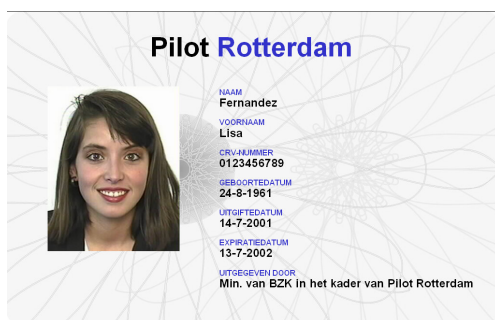 Pilot Rotterdam
NAAM
Fernandez
VOORNAAM
Lisa
CRV-NUMMER
0123456789
GEBOORTEDATUM
24-8-1961
UITGIFTEDATUM
14-7-2001
EXPIRATIEDATUM
13-7-2002
UITGEGEVEN DOOR
Min. van BZK in het kader van Pilot Rotterdam